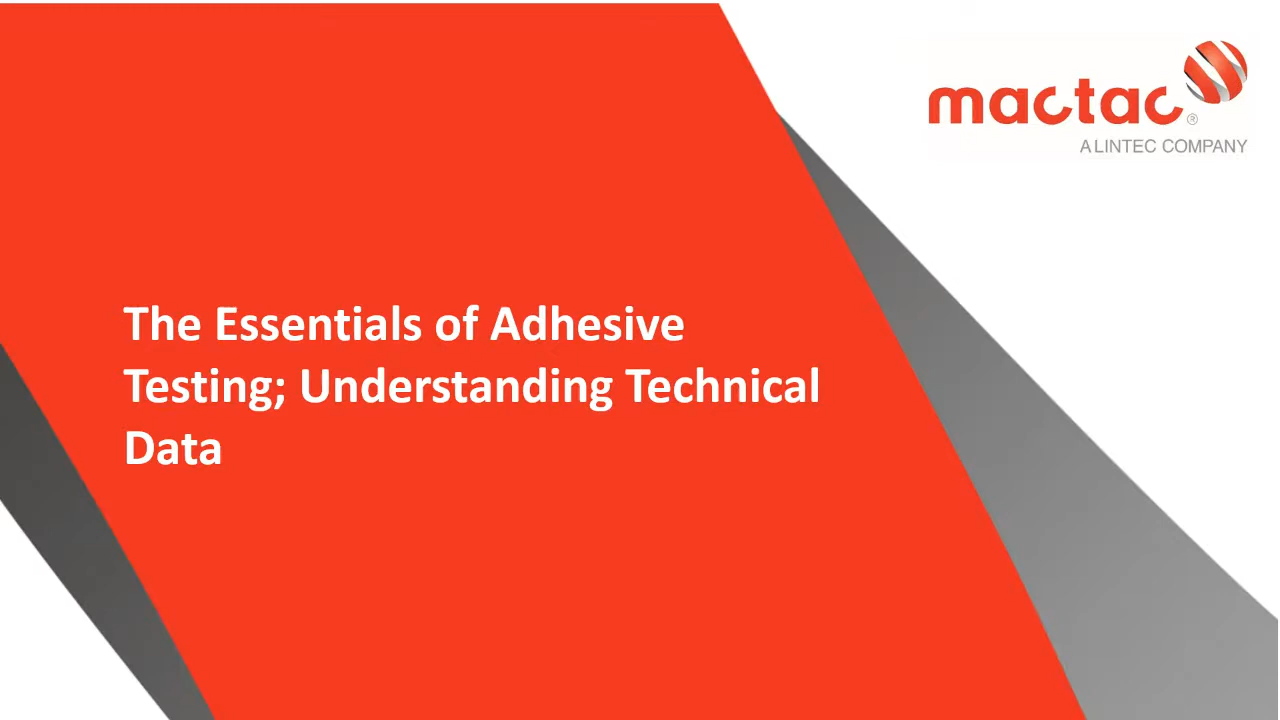 mactac®
A LINTEC COMPANY
The Essentials of Adhesive
Testing; Understanding Technical
Data